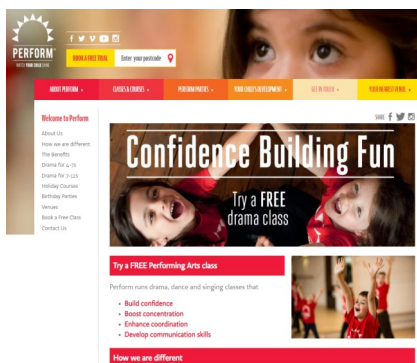 PERFORM
WATCH YOUR CHILD SHINE
BOOK A FREE TRIAL
Enter your postcode
ABOUT PERFORM
CLASSES & COURSES
PERFORM PARTIES
YOUR CHILD'S DEVELOPMENT
GET IN TOUCH
YOUR NEAREST VENUE
SHARE
Welcome to Perform
About Us
How we are different
The Benefits
Drama for 4-7s
Drama for 7-12s
Holiday Courses
Birthday Parties
Venues
Book a Free Class
Contact Us
Confidence Building Fun
Try a FREE
drama class
Try a FREE Performing Arts class
Perform runs drama, dance and singing classes that
Build confidence
Boost concentration
Enhance coordination
Develop communication skills
How we are different